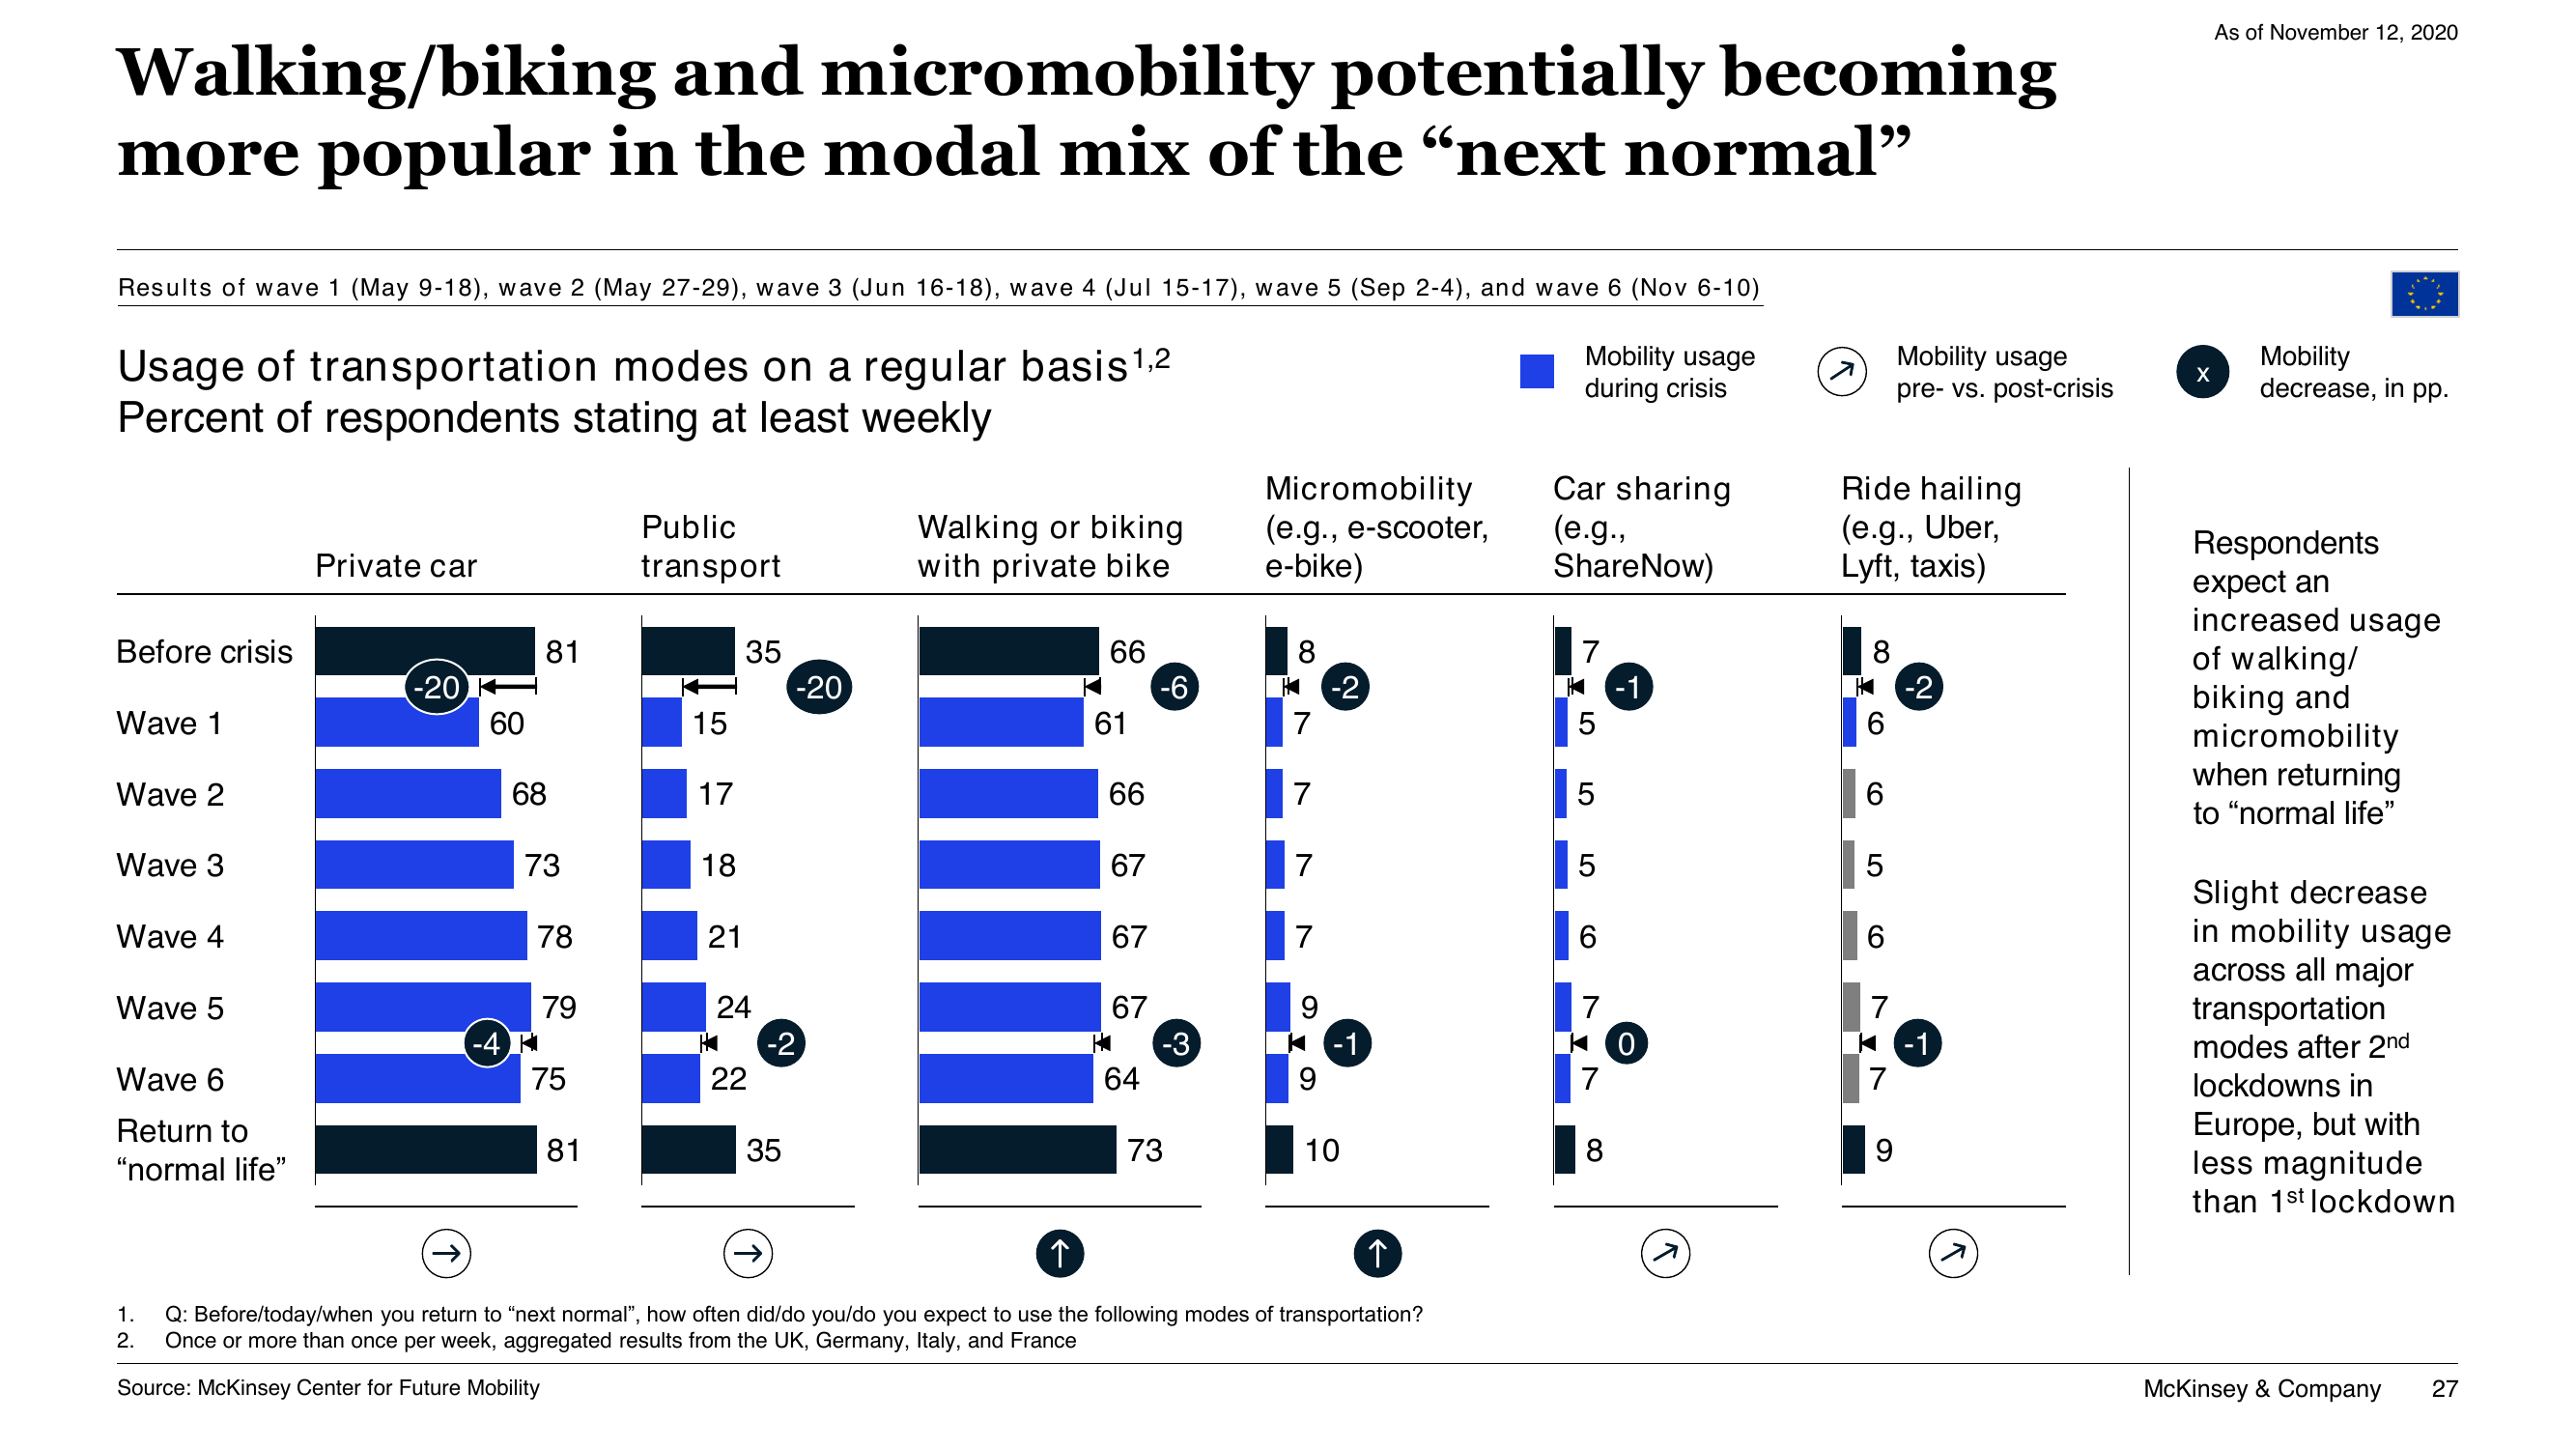 As of November 12, 2020
Walking/biking and micromobility potentially becoming
more popular in the modal mix of the “next normal”
Results of wave 1 (May 9-18), wave 2 (May 27-29), wave 3 (Jun 16-18), wave 4 (Jul 15-17), wave 5 (Sep 2-4), and wave 6 (Nov 6-10)
Usage of transportation modes on a regular basis1,2
Percent of respondents stating at least weekly
Mobility usage
during crisis
Mobility usage
pre- vs. post-crisis
x
Mobility
decrease, in pp.
Private car
Public
transport
Walking or biking
with private bike
Micromobility
(e.g., e-scooter,
e-bike)
Car sharing
(e.g.,
ShareNow)
Ride hailing
(e.g., Uber,
Lyft, taxis)
Before crisis 81 35 66 8 7 8
-20 -20 -6 -2 -1 -2
Wave 1 60 15 61 7 5 6
Wave 2 68 17 66 7 5 6
Wave 3 73 18 67 7 5 5
Wave 4 78 21 67 7 6 6
Wave 5 79 24 67 9 7 7
-4 -2 -3 -1 0 -1
Wave 6 75 22 64 9 7 7
Return to
“normal life” 81 35 73 10 8 9
Respondents
expect an
increased usage
of walking/
biking and
micromobility
when returning
to “normal life”
Slight decrease
in mobility usage
across all major
transportation
modes after 2nd
lockdowns in
Europe, but with
less magnitude
than 1st lockdown
1. Q: Before/today/when you return to “next normal”, how often did/do you/do you expect to use the following modes of transportation?
2. Once or more than once per week, aggregated results from the UK, Germany, Italy, and France
Source: McKinsey Center for Future Mobility
McKinsey & Company 27